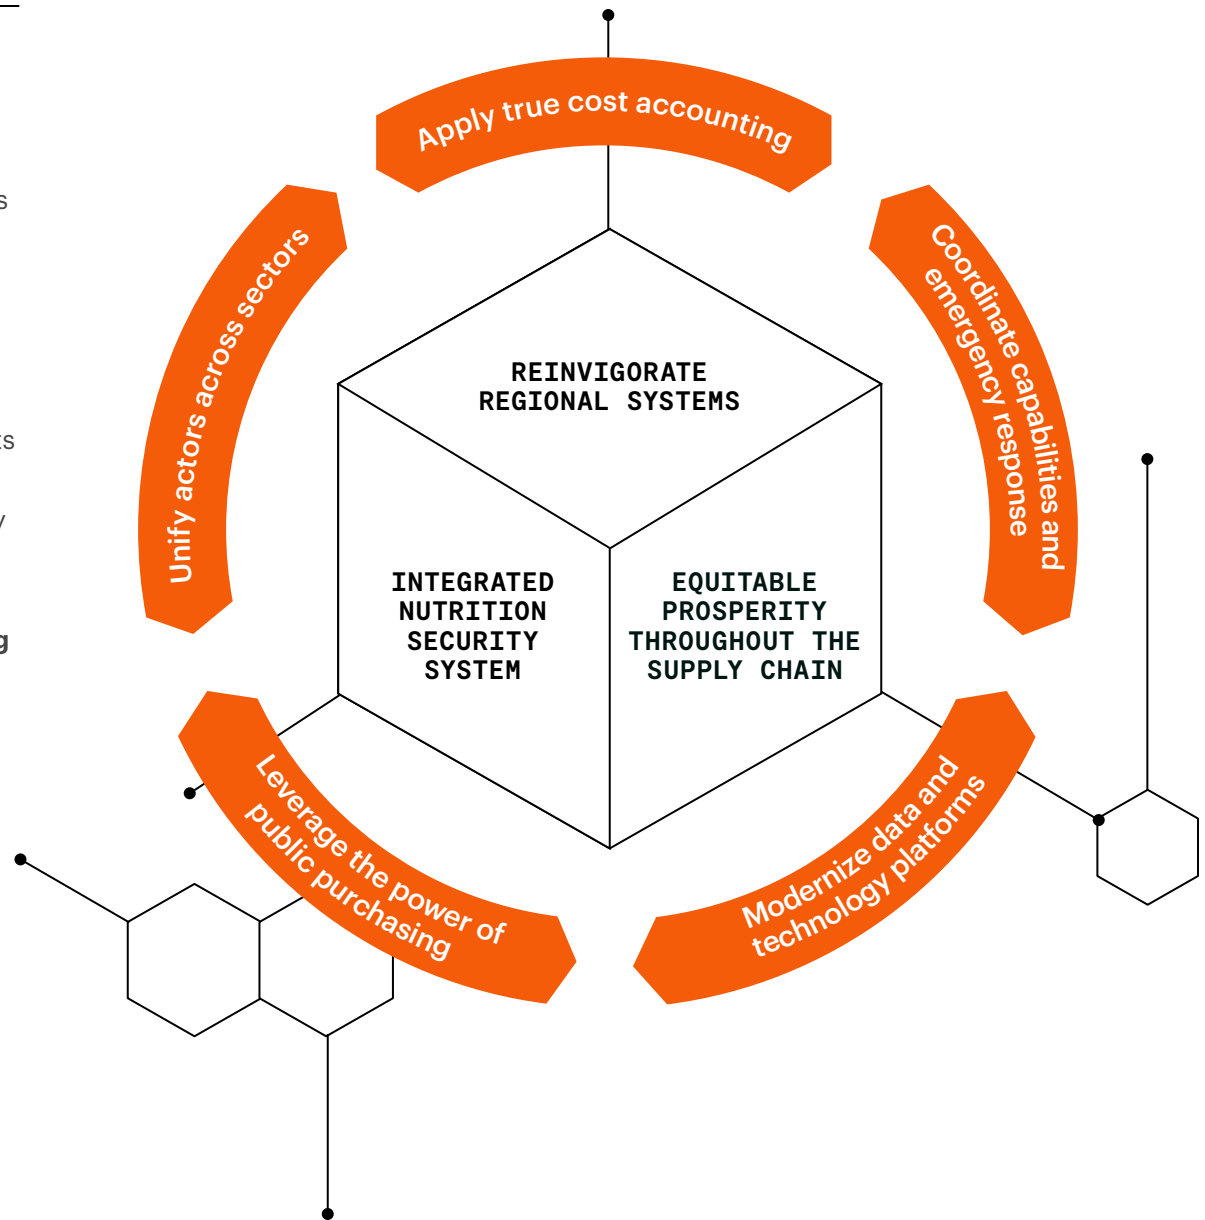 Apply true cost accounting
Unify actors across sectors
Coordinate capabilities and
emergency response
REINVIGORATE
REGIONAL SYSTEMS
INTEGRATED
NUTRITION
SECURITY
SYSTEM
EQUITABLE
PROSPERITY
THROUGHOUT THE
SUPPLY CHAIN
Leverage the power of
public purchasing
Modernize data and
technology platforms